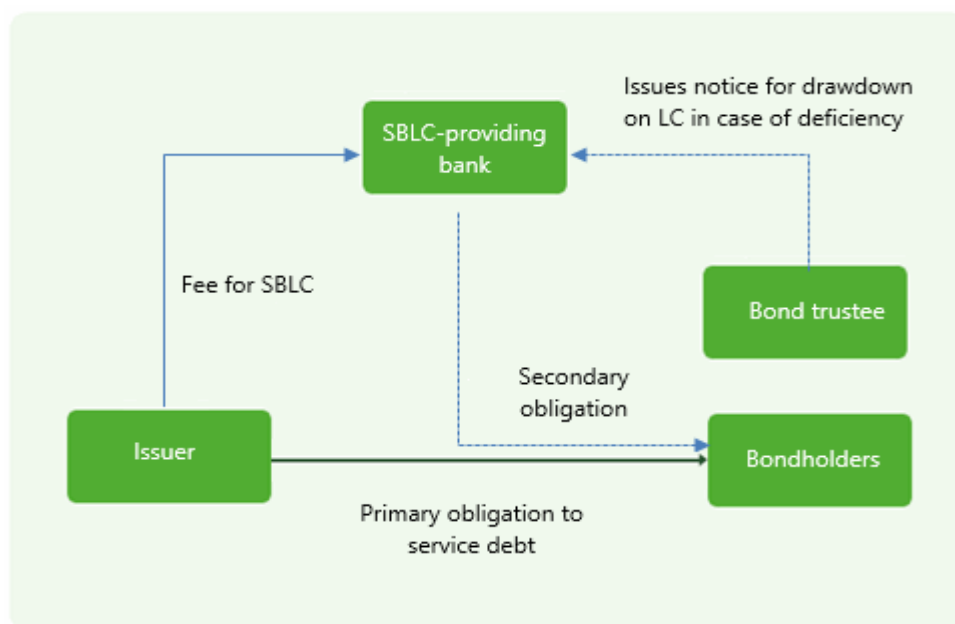 Issues notice for drawdown
on LC in case of deficiency
SBLC-providing
bank
Fee for SBLC
Bond trustee
Secondary
obligation
Issuer
Bondholders
Primary obligation to
service debt